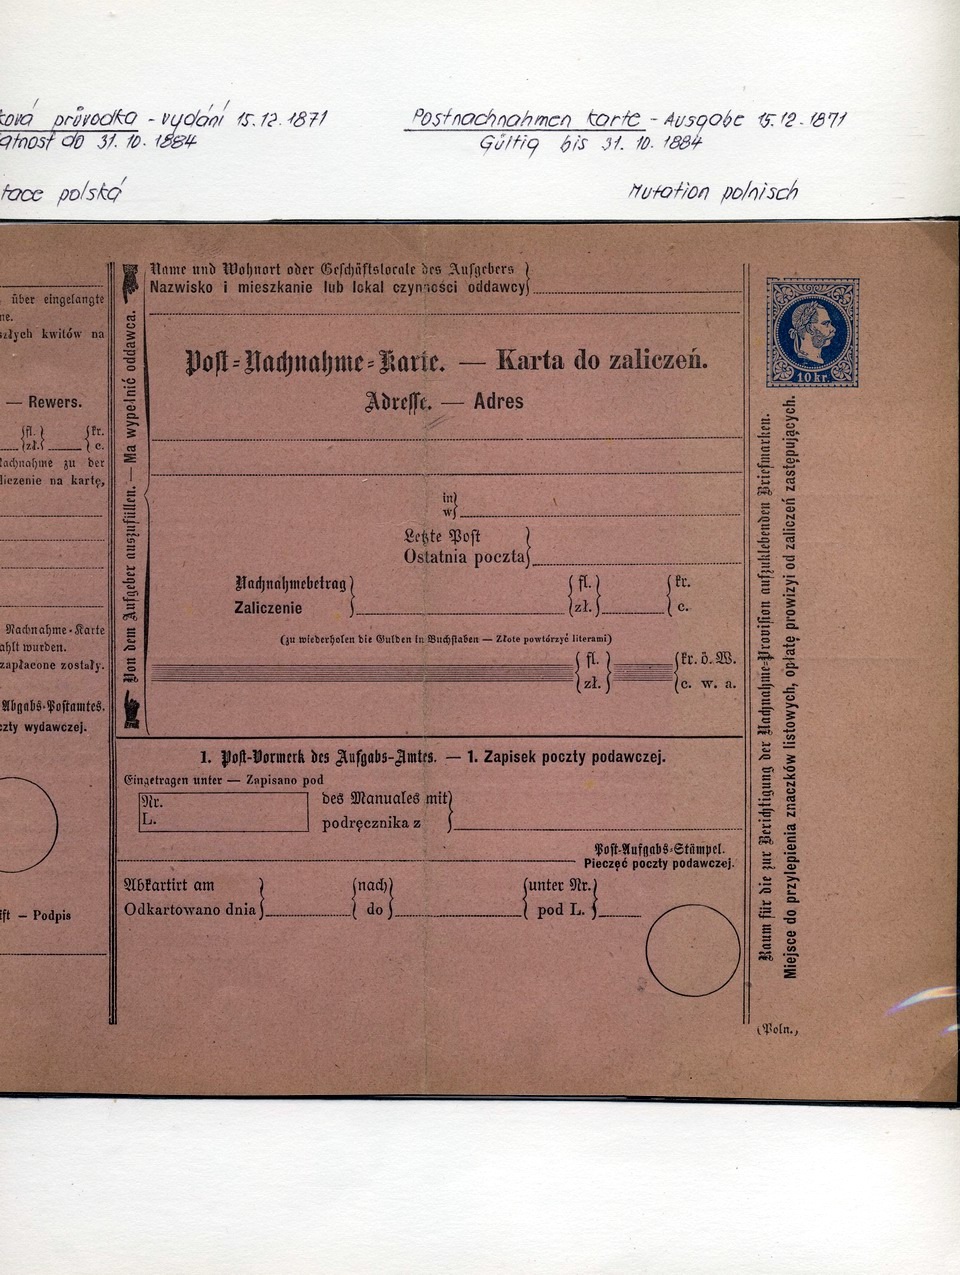 ková průvodka - vydání 15.12.1871
Postnachnahmen karte - Ausgabe 15.12.1871
atnost do 31.10.1884
Gültig bis 31.10.1884
tace polská
Mutation polnisch
über eingelangte
ne.
szłych kwitów na
— Rewers.
fl. kr.
zł. c.
Nachnahme zu der
liczenie na kartę,
Nachnahme-Karte
ahlt wurden.
zapłacone zostały.
Abgabs-Postamtes.
czty wydawczej.
ift — Podpis
Von dem Aufgeber auszufüllen. — Ma wypełnić oddawca.
Name und Wohnort oder Geschäftslocale des Aufgebers
Nazwisko i mieszkanie lub lokal czynności oddawcy
Post-Nachnahme-Karte. — Karta do zaliczeń.
Adresse. — Adres
in
w
Letzte Post
Ostatnia poczta
Nachnahmebetrag fl. kr.
Zaliczenie zł. c.
(zu wiederholen die Gulden in Buchstaben — Złote powtórzyć literami)
fl. kr. ö. W.
zł. c. w. a.
1. Post-Vormerk des Aufgabs-Amtes. — 1. Zapisek poczty podawczej.
Eingetragen unter — Zapisano pod
Nr. des Manuales mit
L. podręcznika z
Post-Aufgabs-Stämpel.
Pieczęć poczty podawczej.
Abkartirt am nach unter Nr.
Odkartowano dnia do pod L.
10 kr.
Raum für die zur Berichtigung der Nachnahme-Provision aufzuklebenden Briefmarken.
Miejsce do przylepienia znaczków listowych, opłatę prowizyi od zaliczeń zastępujących.
(Poln.)